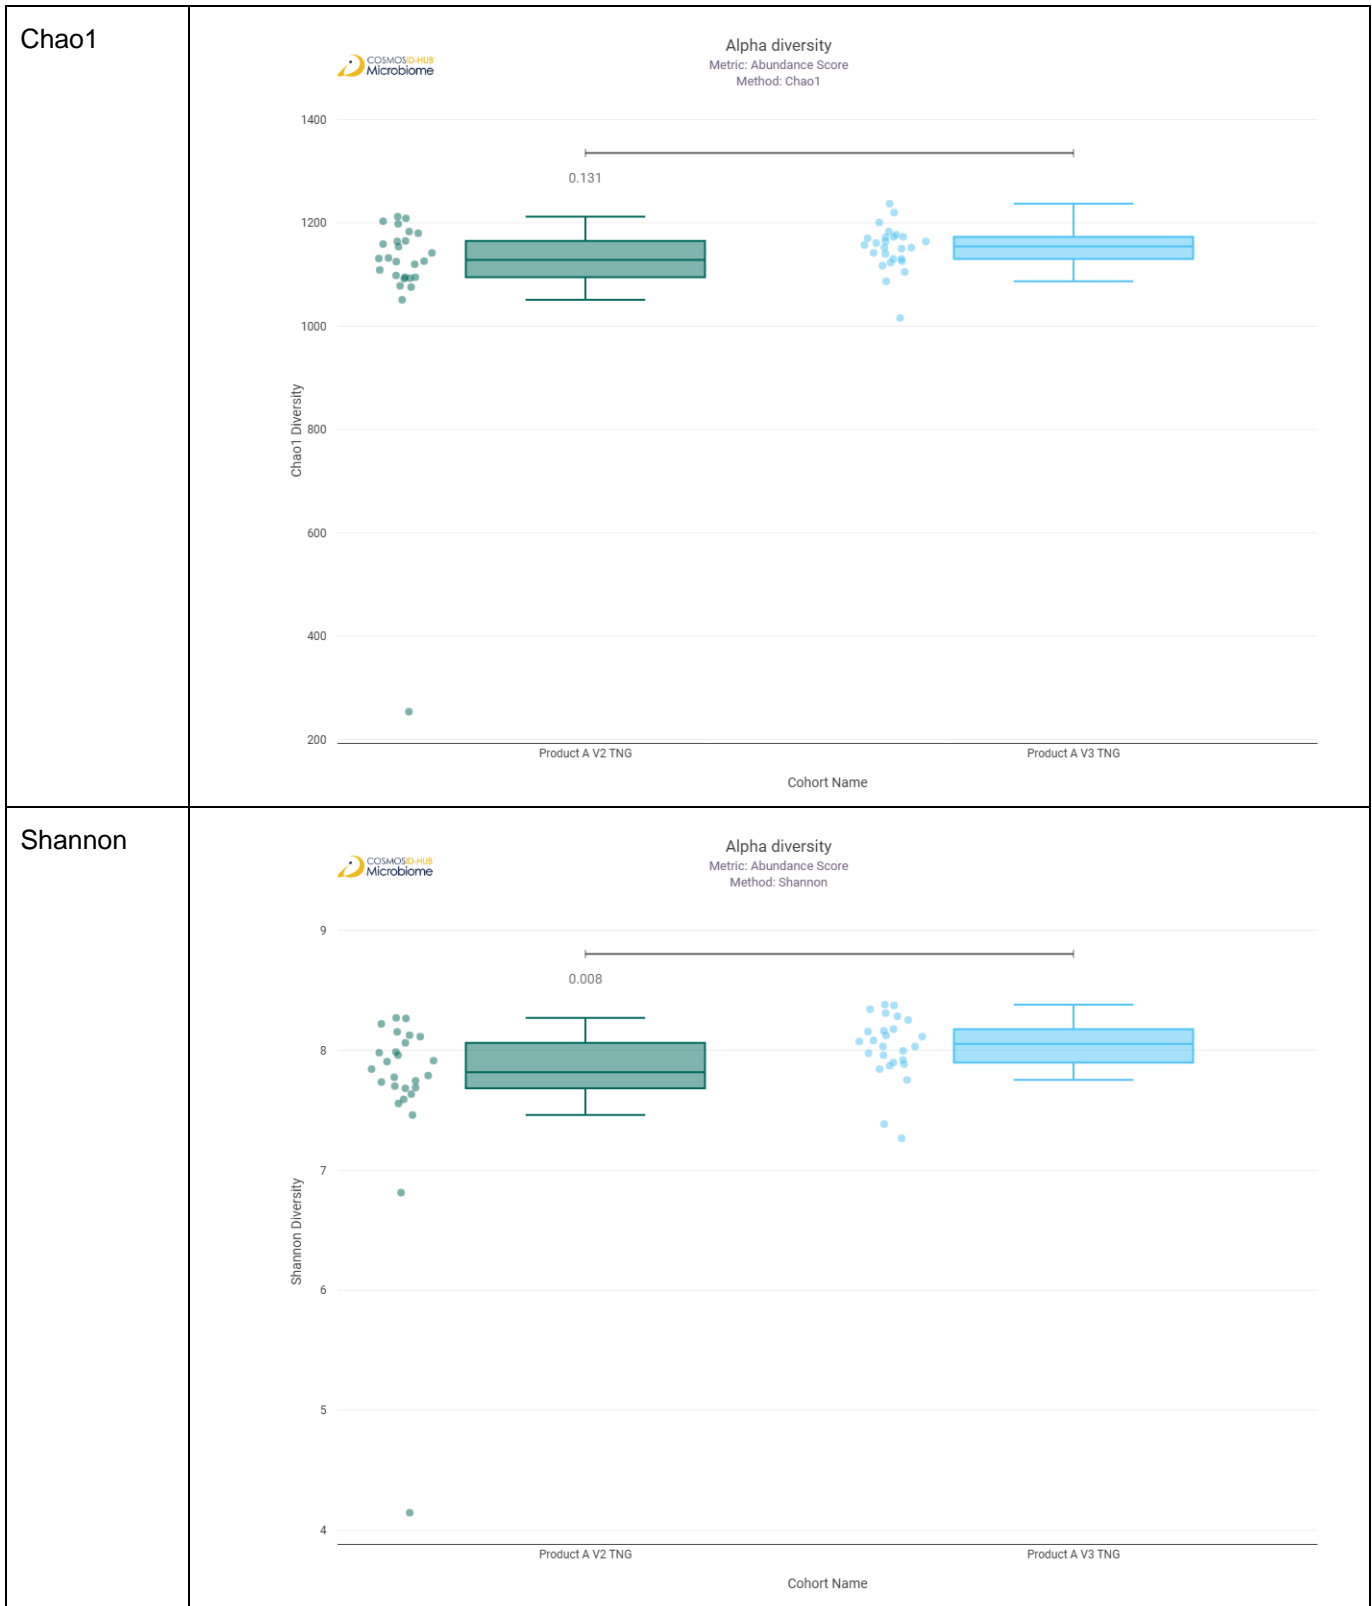 Chao1
COSMOSID-HUB
Microbiome
Alpha diversity
Metric: Abundance Score
Method: Chao1
1400
0.131
1200
1000
Chao1 Diversity
800
600
400
200
Product A V2 TNG
Product A V3 TNG
Cohort Name
Shannon
COSMOSID-HUB
Microbiome
Alpha diversity
Metric: Abundance Score
Method: Shannon
9
0.008
8
7
Shannon Diversity
6
5
4
Product A V2 TNG
Product A V3 TNG
Cohort Name